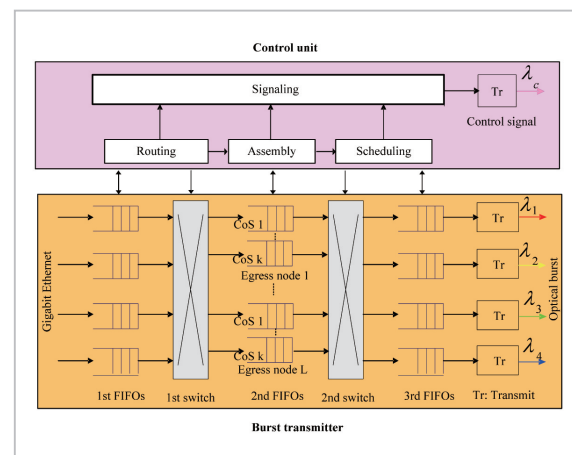 Control unit
Signaling
Tr
λc
Control signal
Routing
Assembly
Scheduling
Gigabit Ethernet
CoS 1
CoS k
Egress node 1
CoS 1
CoS k
Egress node L
Tr
λ1
Tr
λ2
Tr
λ3
Tr
λ4
Optical burst
1st FIFOs
1st switch
2nd FIFOs
2nd switch
3rd FIFOs
Tr: Transmit
Burst transmitter